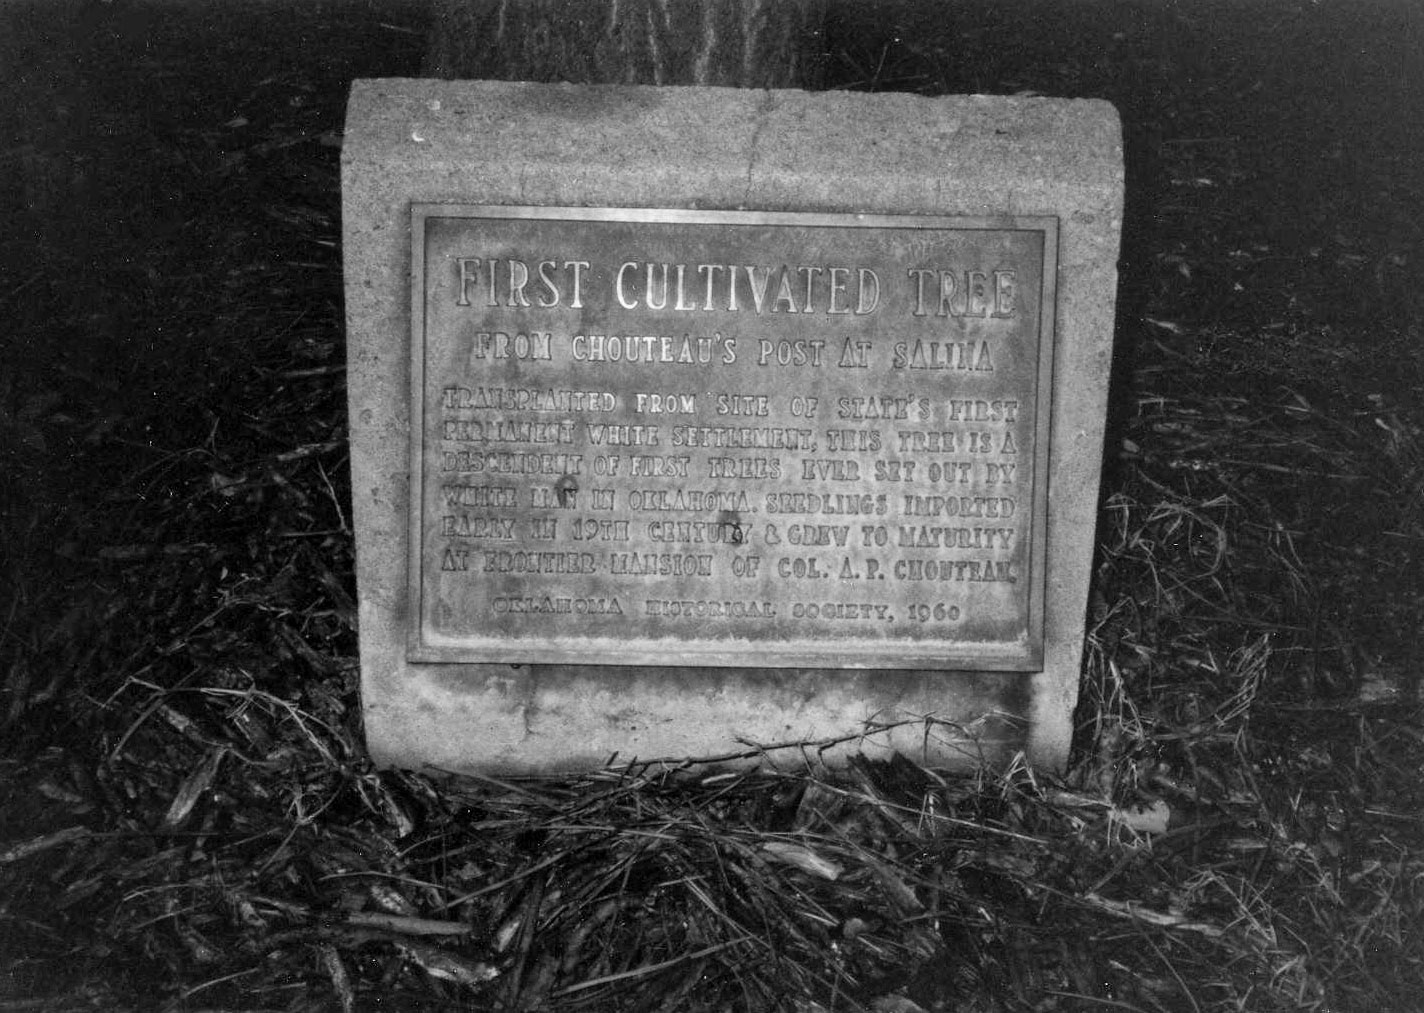 FIRST CULTIVATED TREE
FROM CHOUTEAU'S POST AT SALINA
TRANSPLANTED FROM SITE OF STATE'S FIRST
PERMANENT WHITE SETTLEMENT, THIS TREE IS A
DESCENDENT OF FIRST TREES EVER SET OUT BY
WHITE MAN IN OKLAHOMA. SEEDLINGS IMPORTED
EARLY IN 19TH CENTURY & GREW TO MATURITY
AT FRONTIER MANSION OF COL. A. P. CHOUTEAU.
OKLAHOMA HISTORICAL SOCIETY, 1960